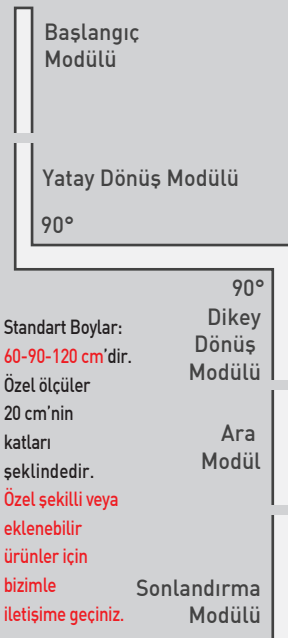 Başlangıç
Modülü
Yatay Dönüş Modülü
90°
90°
Dikey
Dönüş
Modülü
Standart Boylar:
60-90-120 cm'dir.
Özel ölçüler
20 cm'nin
katları
şeklindedir.
Özel şekilli veya
eklenebilir
ürünler için
bizimle
iletişime geçiniz.
Ara
Modül
Sonlandırma
Modülü